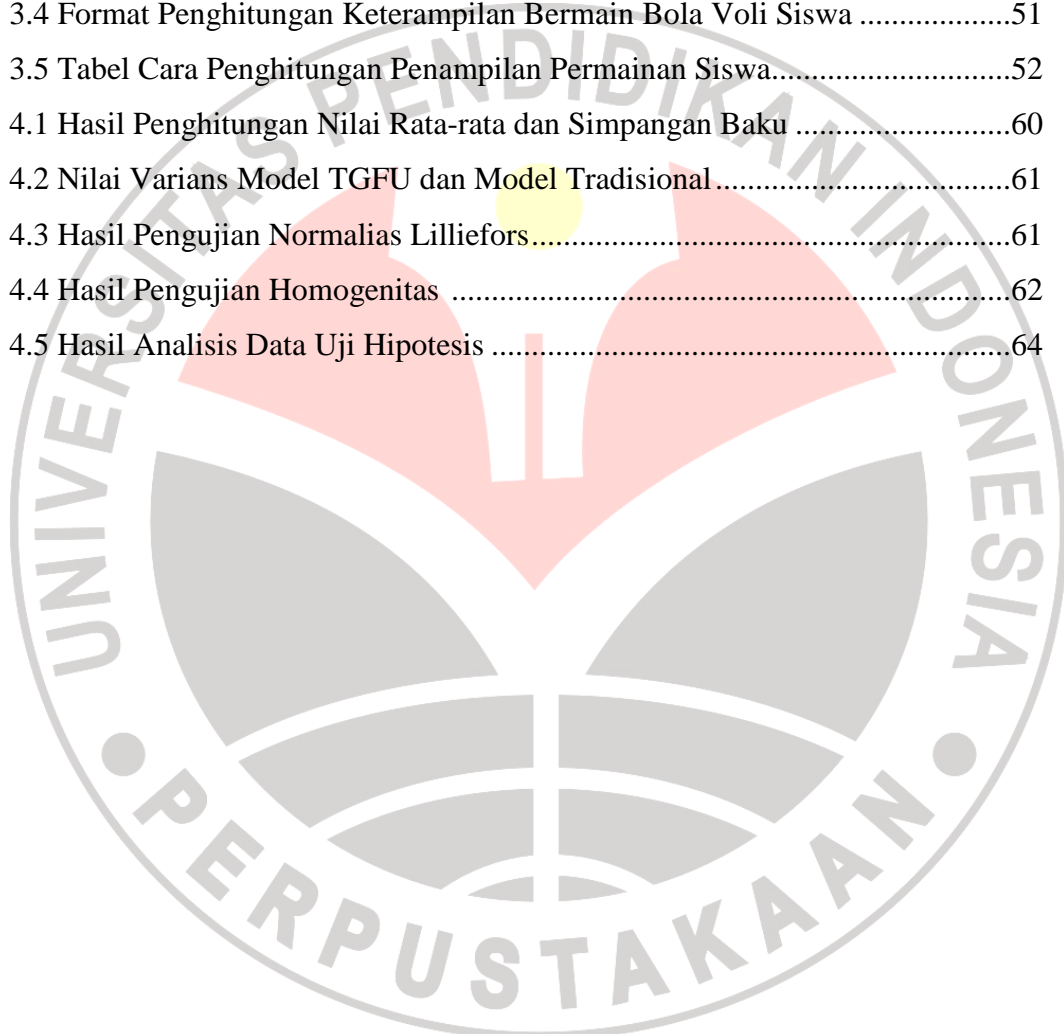 3.4 Format Penghitungan Keterampilan Bermain Bola Voli Siswa ...................51
3.5 Tabel Cara Penghitungan Penampilan Permainan Siswa..............................52
4.1 Hasil Penghitungan Nilai Rata-rata dan Simpangan Baku ..........................60
4.2 Nilai Varians Model TGFU dan Model Tradisional....................................61
4.3 Hasil Pengujian Normalias Lilliefors...........................................................61
4.4 Hasil Pengujian Homogenitas .....................................................................62
4.5 Hasil Analisis Data Uji Hipotesis ................................................................64
UNIVERSITAS PENDIDIKAN INDONESIA
PERPUSTAKAAN